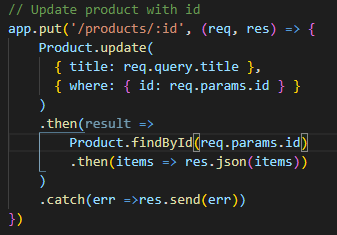 // Update product with id
app.put('/products/:id', (req, res) => {
    Product.update(
      { title: req.query.title },
      { where: { id: req.params.id } }
    )
    .then(result =>
        Product.findById(req.params.id)
        .then(items => res.json(items))
    )
    .catch(err =>res.send(err))
})